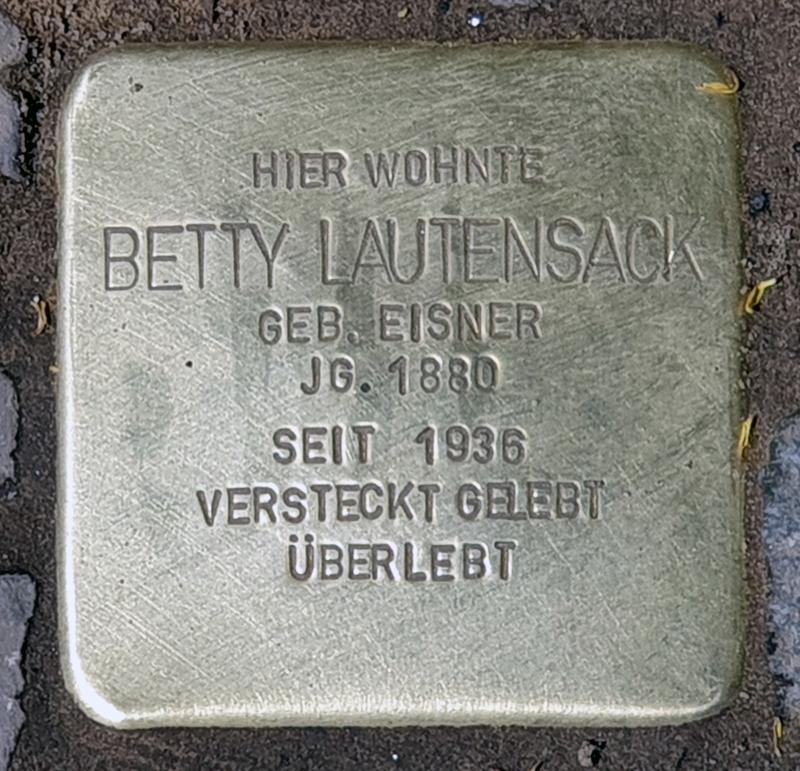 HIER WOHNTE
BETTY LAUTENSACK
GEB. EISNER
JG. 1880
SEIT 1936
VERSTECKT GELEBT
ÜBERLEBT